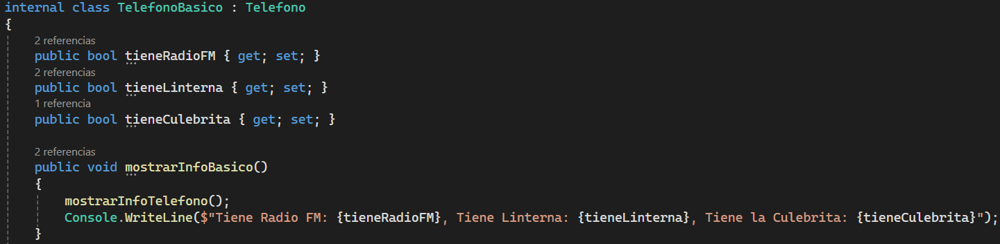 internal class TelefonoBasico : Telefono
{
2 referencias
public bool tieneRadioFM { get; set; }
2 referencias
public bool tieneLinterna { get; set; }
1 referencia
public bool tieneCulebrita { get; set; }
2 referencias
public void mostrarInfoBasico()
{
mostrarInfoTelefono();
Console.WriteLine($"Tiene Radio FM: {tieneRadioFM}, Tiene Linterna: {tieneLinterna}, Tiene la Culebrita: {tieneCulebrita}");
}